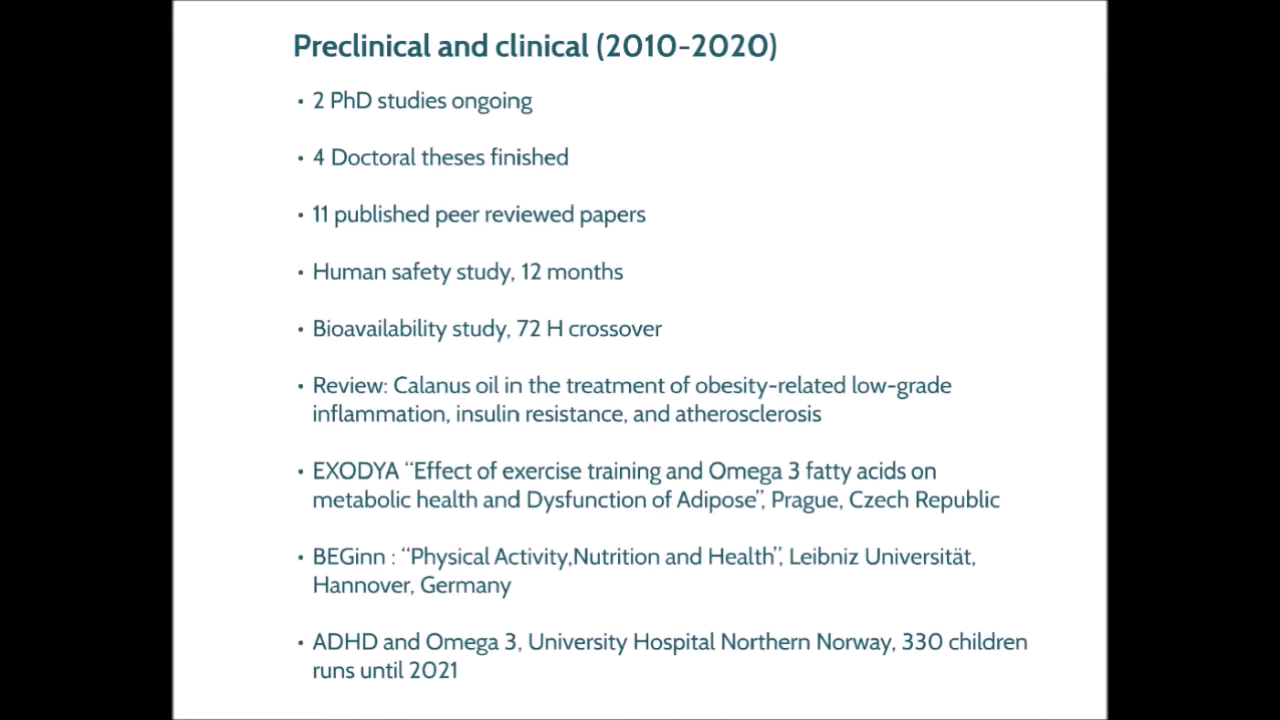 Preclinical and clinical (2010-2020)
• 2 PhD studies ongoing
• 4 Doctoral theses finished
• 11 published peer reviewed papers
• Human safety study, 12 months
• Bioavailability study, 72 H crossover
• Review: Calanus oil in the treatment of obesity-related low-grade
inflammation, insulin resistance, and atherosclerosis
• EXODYA “Effect of exercise training and Omega 3 fatty acids on
metabolic health and Dysfunction of Adipose”, Prague, Czech Republic
• BEGinn : “Physical Activity,Nutrition and Health”, Leibniz Universität,
Hannover, Germany
• ADHD and Omega 3, University Hospital Northern Norway, 330 children
runs until 2021